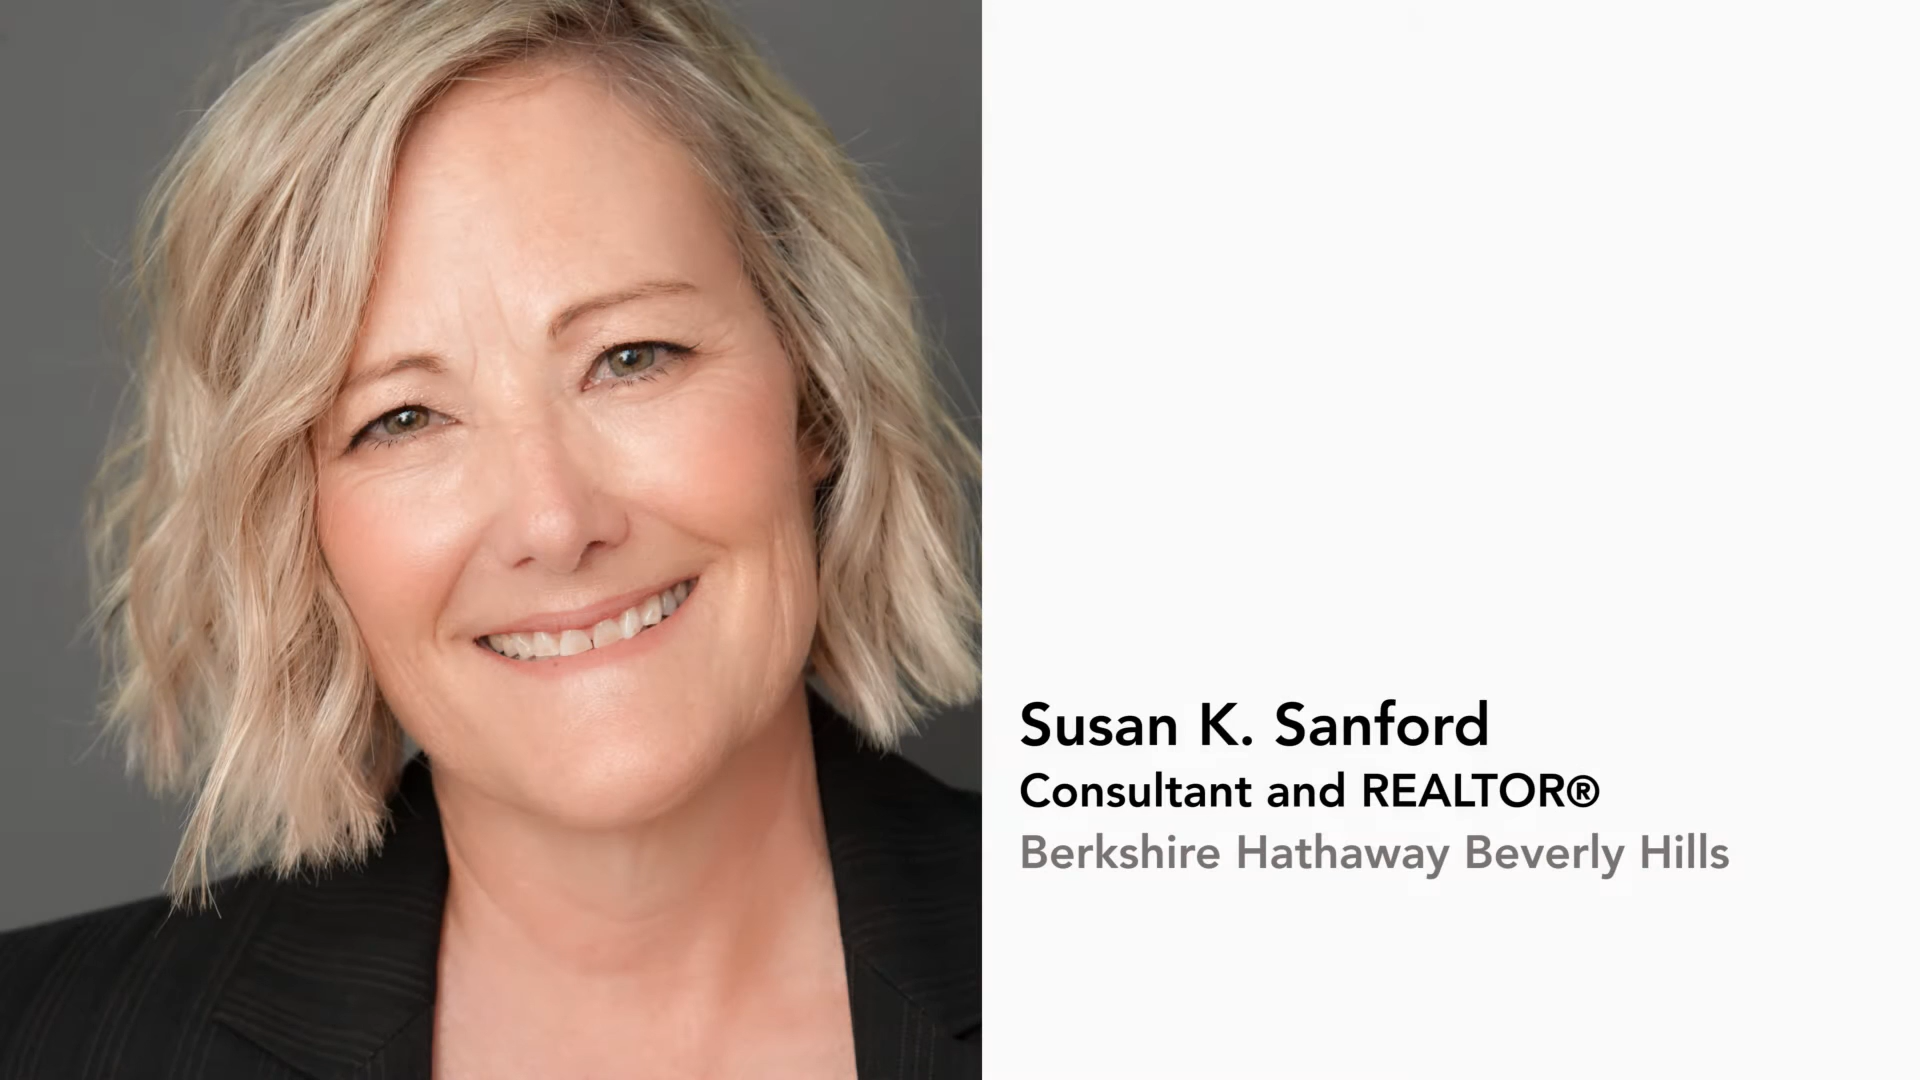 Susan K. Sanford
Consultant and REALTOR®
Berkshire Hathaway Beverly Hills